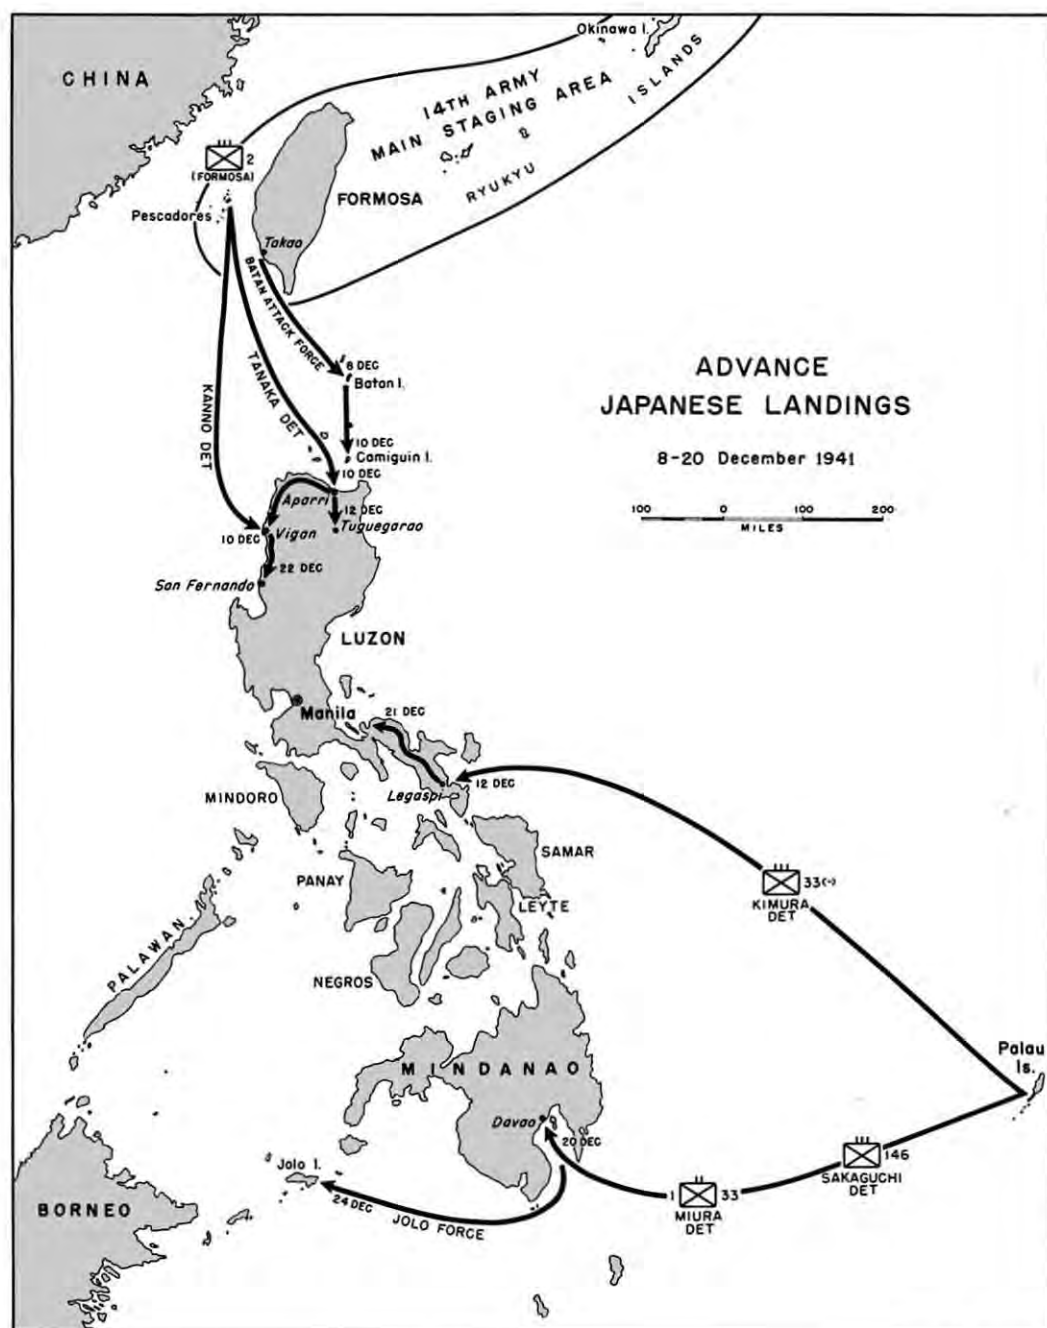 Okinawa I.
CHINA
14TH ARMY
MAIN STAGING AREA
RYUKYU ISLANDS
2
(FORMOSA)
FORMOSA
Pescadores
Takao
BATAN ATTACK FORCE
TANAKA DET
KANNO DET
8 DEC
Batan I.
10 DEC
Camiguin I.
10 DEC
Aparri
12 DEC
Tuguegarao
10 DEC
Vigan
22 DEC
San Fernando
ADVANCE
JAPANESE LANDINGS
8-20 December 1941
100 0 100 200
MILES
LUZON
Manila
21 DEC
12 DEC
Legaspi
MINDORO
SAMAR
PANAY
LEYTE
33(-)
KIMURA
DET
PALAWAN
NEGROS
Palau
Is.
MINDANAO
Davao
20 DEC
146
SAKAGUCHI
DET
1 33
MIURA
DET
Jolo I.
24 DEC
JOLO FORCE
BORNEO